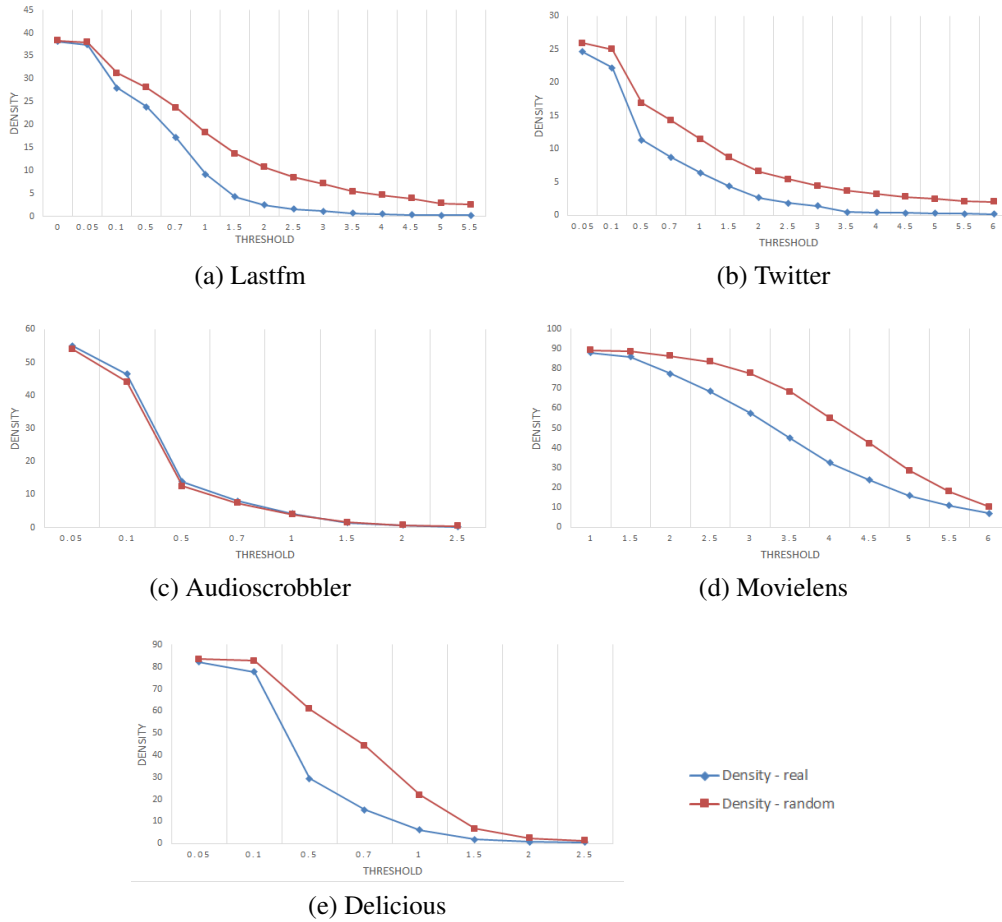 45
40
35
30
25
20
15
10
5
0
DENSITY
0 0.05 0.1 0.5 0.7 1 1.5 2 2.5 3 3.5 4 4.5 5 5.5
THRESHOLD
(a) Lastfm
30
25
20
15
10
5
0
DENSITY
0.05 0.1 0.5 0.7 1 1.5 2 2.5 3 3.5 4 4.5 5 5.5 6
THRESHOLD
(b) Twitter
60
50
40
30
20
10
0
DENSITY
0.05 0.1 0.5 0.7 1 1.5 2 2.5
THRESHOLD
(c) Audioscrobbler
100
90
80
70
60
50
40
30
20
10
0
DENSITY
1 1.5 2 2.5 3 3.5 4 4.5 5 5.5 6
THRESHOLD
(d) Movielens
90
80
70
60
50
40
30
20
10
0
DENSITY
0.05 0.1 0.5 0.7 1 1.5 2 2.5
THRESHOLD
(e) Delicious
Density - real
Density - random